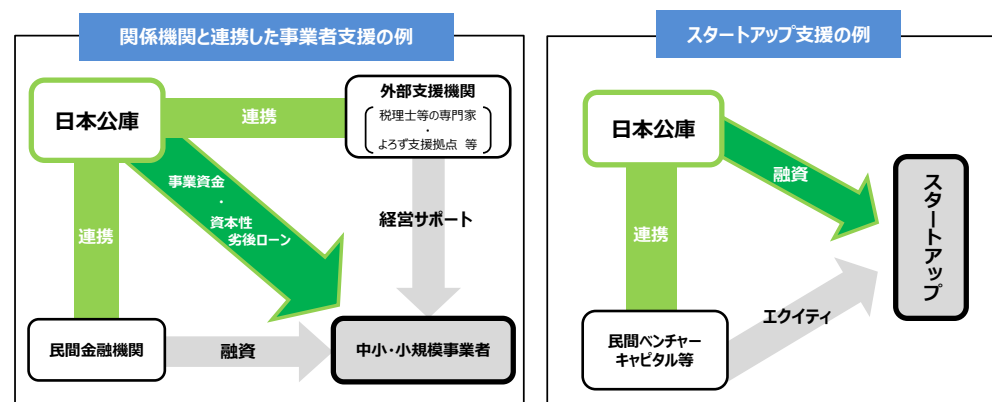 関係機関と連携した事業者支援の例
日本公庫
連携
外部支援機関
税理士等の専門家
・
よろず支援拠点 等
事業資金
・
資本性
劣後ローン
連携
経営サポート
民間金融機関
融資
中小・小規模事業者
スタートアップ支援の例
日本公庫
融資
連携
スタートアップ
エクイティ
民間ベンチャー
キャピタル等